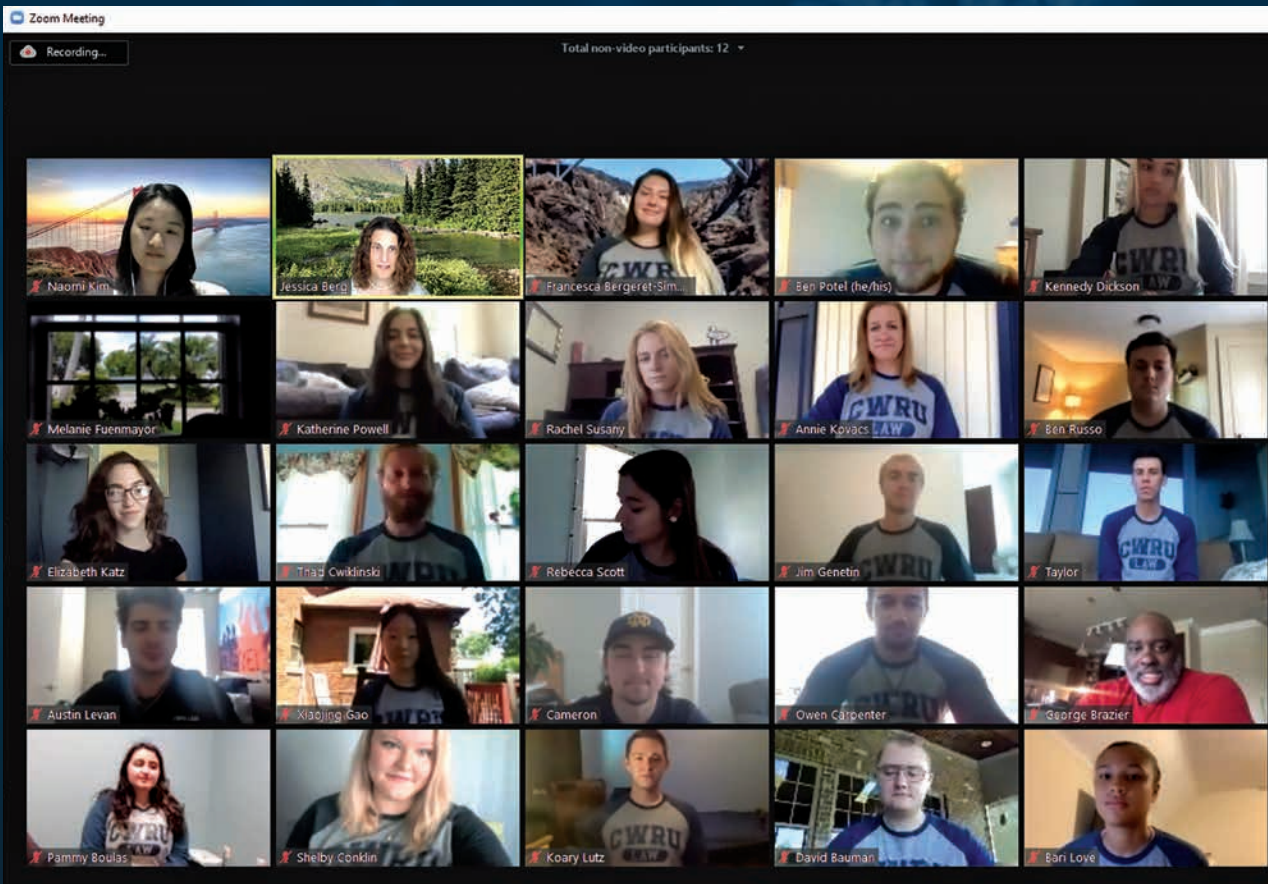 Zoom Meeting
Recording...
Total non-video participants: 12
Naomi Kim
Jessica Berg
CWR
Francesca Bergeret-Sim...
Ben Potel (he/his)
CWRU
LAW
Kennedy Dickson
Melanie Fuenmayor
Katherine Powell
Rachel Susany
CWRU
LAW
Annie Kovacs
Ben Russo
Elizabeth Katz
Thad Cwiklinski
Rebecca Scott
CWRU
Jim Genetin
CWRU
LAW
Taylor
Austin Levan
CWRU
Xiaojing Gao
Cameron
CWRU
Owen Carpenter
George Brazier
CWRU
LAW
Pammy Boulas
Shelby Conklin
CWRU
LAW
Koary Lutz
David Bauman
Bari Love